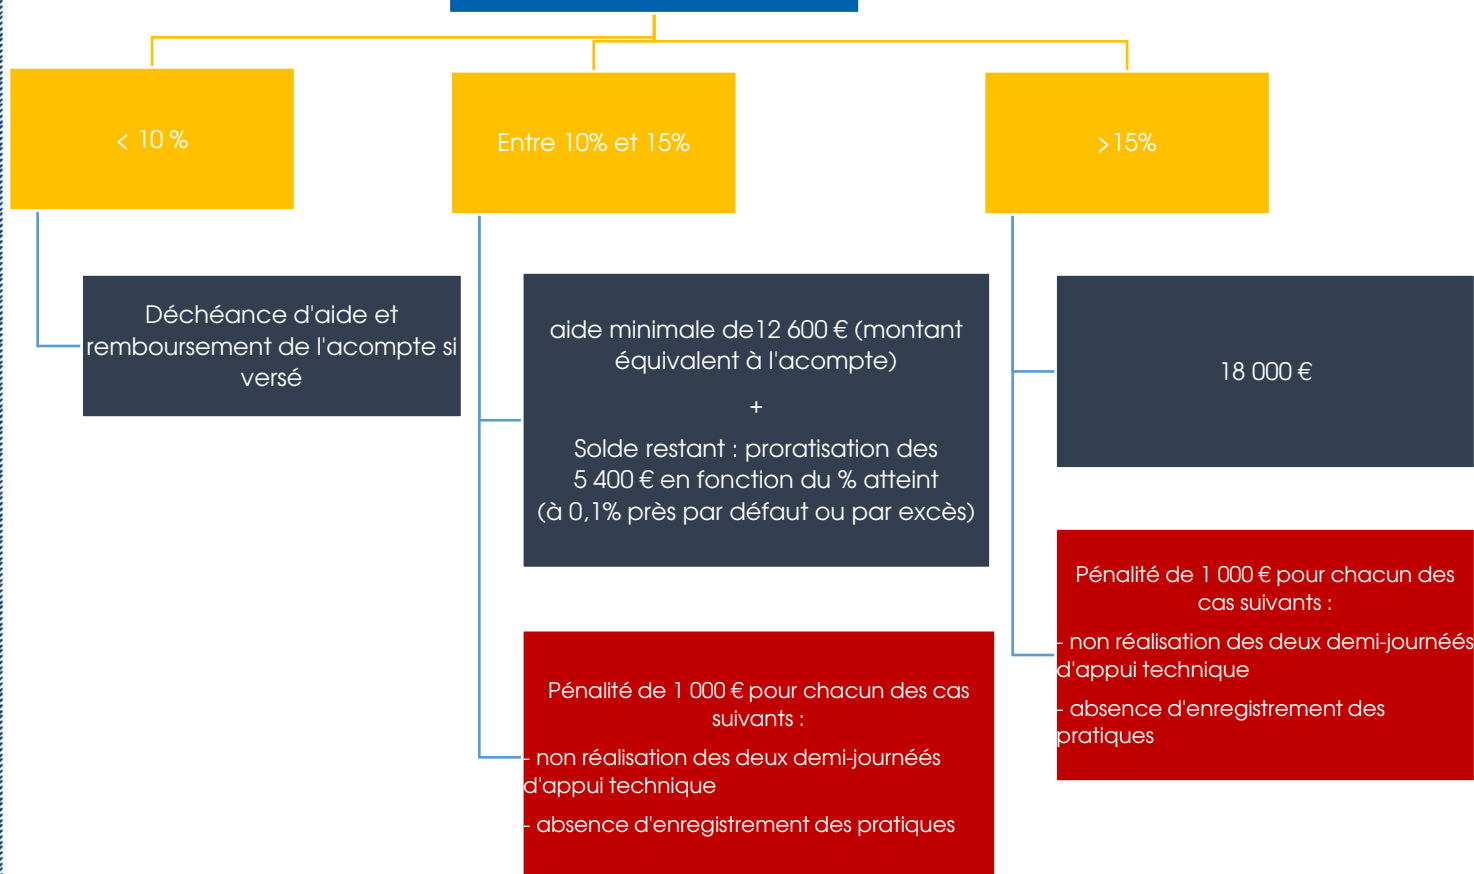 < 10 %
Entre 10% et 15%
>15%
Déchéance d'aide et
remboursement de l'acompte si
versé
aide minimale de12 600 € (montant
équivalent à l'acompte)
+
Solde restant : proratisation des
5 400 € en fonction du % atteint
(à 0,1% près par défaut ou par excès)
18 000 €
Pénalité de 1 000 € pour chacun des cas
suivants :
- non réalisation des deux demi-journéés
d'appui technique
- absence d'enregistrement des pratiques
Pénalité de 1 000 € pour chacun des
cas suivants :
- non réalisation des deux demi-journéés
d'appui technique
- absence d'enregistrement des
pratiques